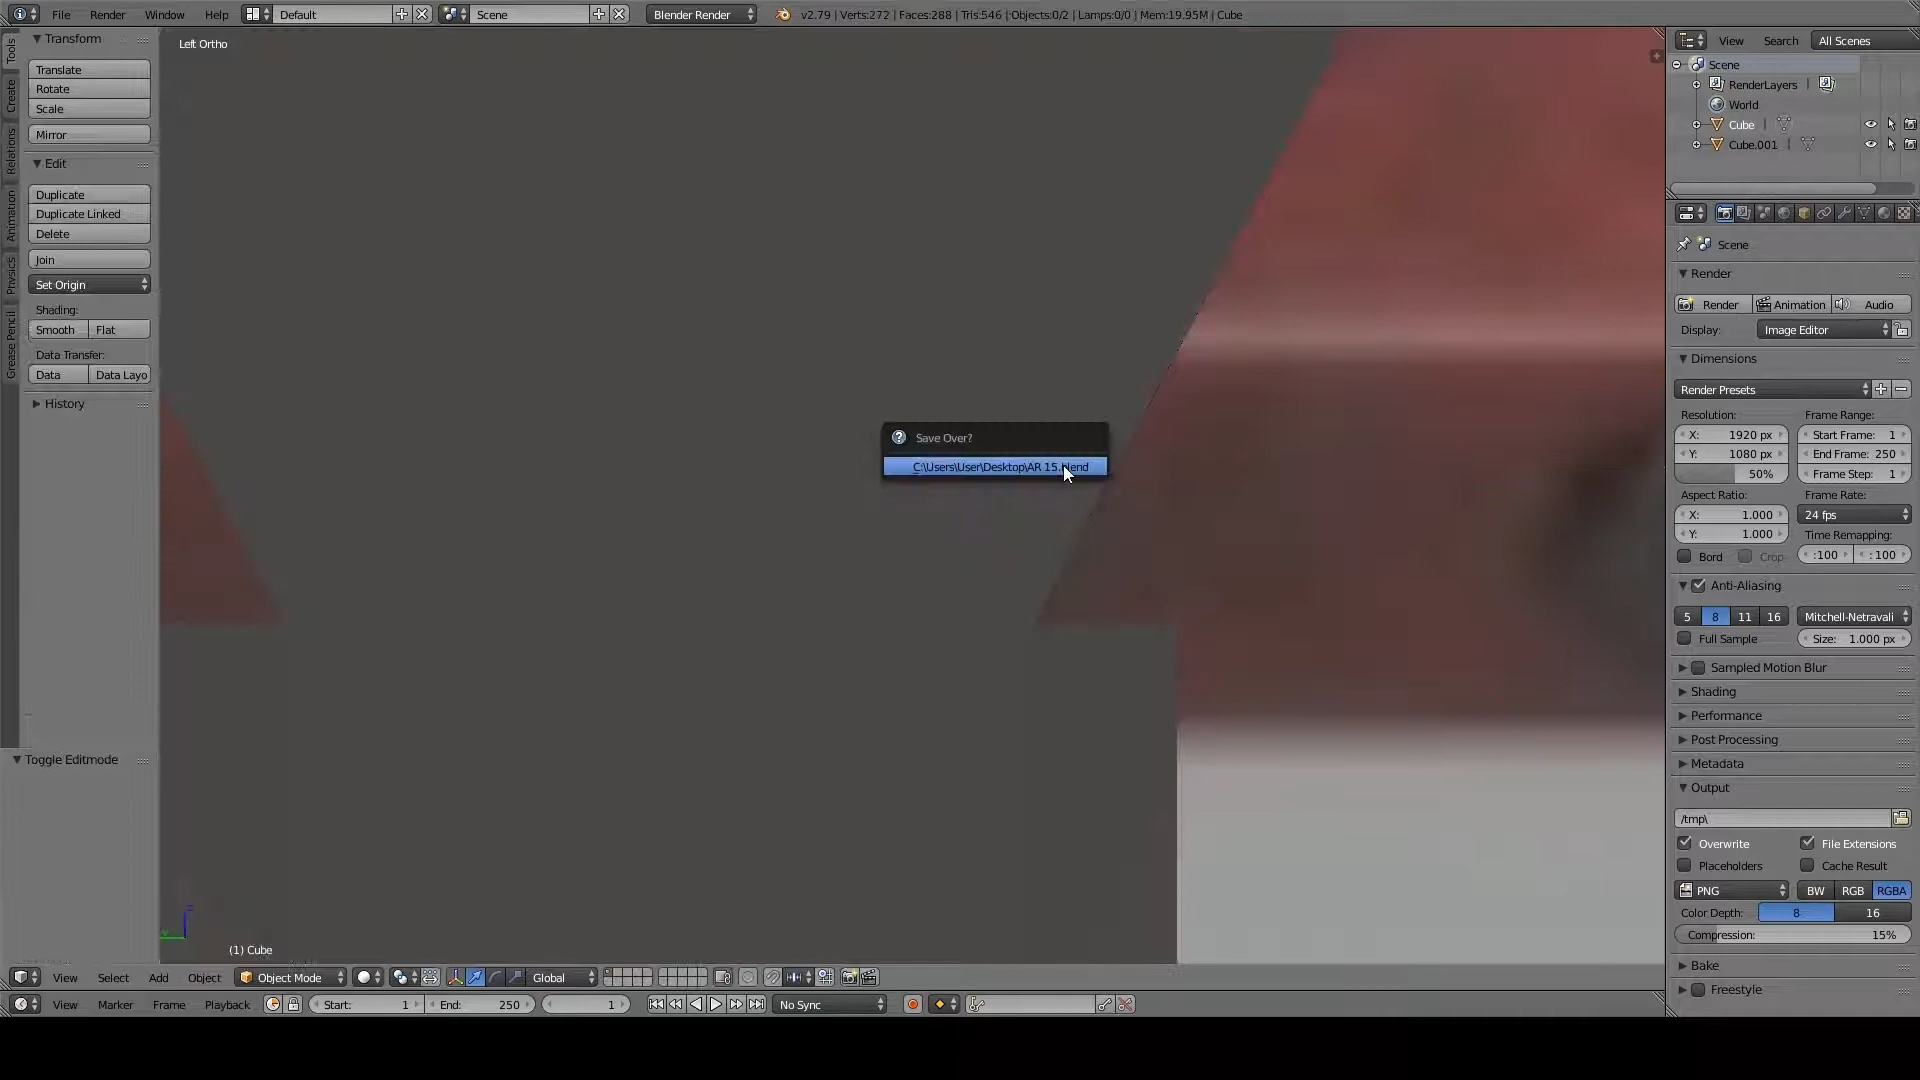 File Render Window Help Default Scene Blender Render v2.79 | Verts:272 | Faces:288 | Tris:546 | Objects:0/2 | Lamps:0/0 | Mem:19.95M | Cube
Tools
Create
Relations
Animation
Physics
Grease Pencil
Transform
Translate
Rotate
Scale
Mirror
Edit
Duplicate
Duplicate Linked
Delete
Join
Set Origin
Shading:
Smooth Flat
Data Transfer:
Data Data Layo
History
Toggle Editmode
Left Ortho
Save Over?
C:\Users\User\Desktop\AR 15.blend
(1) Cube
View Select Add Object Object Mode Global
View Marker Frame Playback Start: 1 End: 250 1 No Sync
View Search All Scenes
Scene
RenderLayers |
World
Cube |
Cube.001 |
Scene
Render
Render Animation Audio
Display: Image Editor
Dimensions
Render Presets
Resolution: Frame Range:
X: 1920 px Start Frame: 1
Y: 1080 px End Frame: 250
50% Frame Step: 1
Aspect Ratio: Frame Rate:
X: 1.000 24 fps
Y: 1.000 Time Remapping:
Bord Crop :100 :100
Anti-Aliasing
5 8 11 16 Mitchell-Netravali
Full Sample Size: 1.000 px
Sampled Motion Blur
Shading
Performance
Post Processing
Metadata
Output
/tmp\
Overwrite File Extensions
Placeholders Cache Result
PNG BW RGB RGBA
Color Depth: 8 16
Compression: 15%
Bake
Freestyle